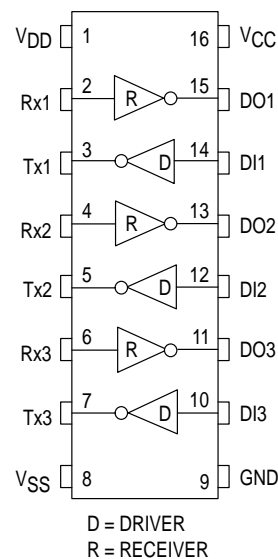 VDD 1 16 VCC
Rx1 2 R 15 DO1
Tx1 3 D 14 DI1
Rx2 4 R 13 DO2
Tx2 5 D 12 DI2
Rx3 6 R 11 DO3
Tx3 7 D 10 DI3
VSS 8 9 GND
D = DRIVER
R = RECEIVER